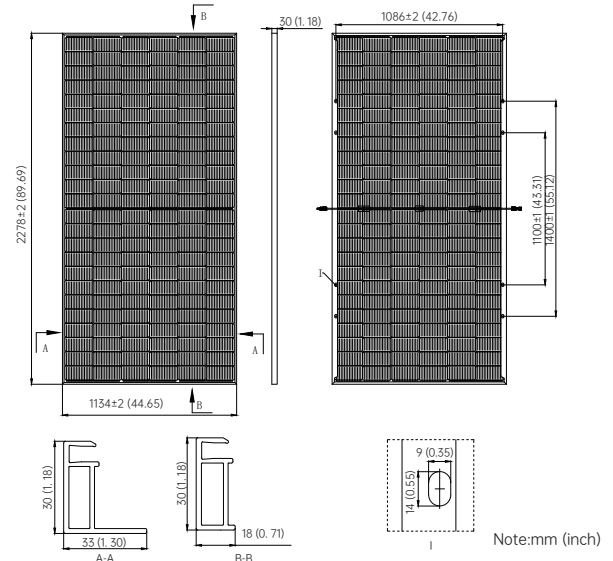 B
30 (1.18)
1086±2 (42.76)
2278±2 (89.69)
1100±1 (43.31)
1400±1 (55.12)
I
A
A
1134±2 (44.65)
B
30 (1.18)
33 (1.30)
A-A
30 (1.18)
18 (0.71)
B-B
9 (0.35)
14 (0.55)
I
Note:mm (inch)